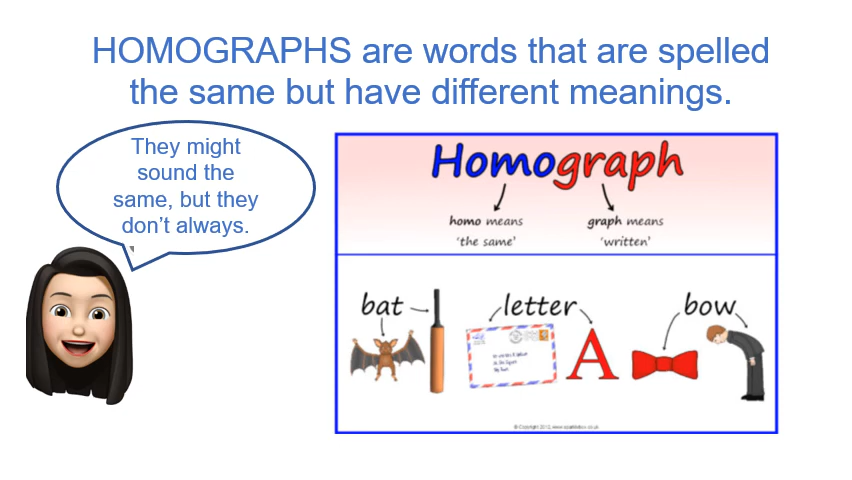 HOMOGRAPHS are words that are spelled
the same but have different meanings.
They might
sound the
same, but they
don’t always.
Homograph
homo means
‘the same’
graph means
‘written’
bat
letter
bow
A